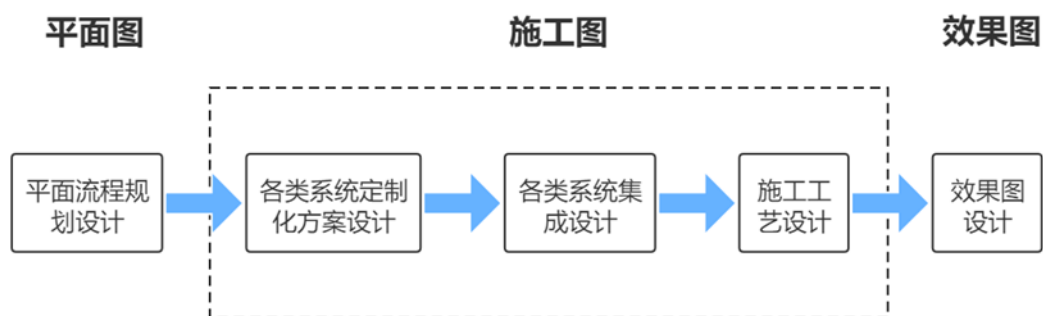 平面图
施工图
效果图
平面流程规
划设计
各类系统定制
化方案设计
各类系统集
成设计
施工工
艺设计
效果图
设计